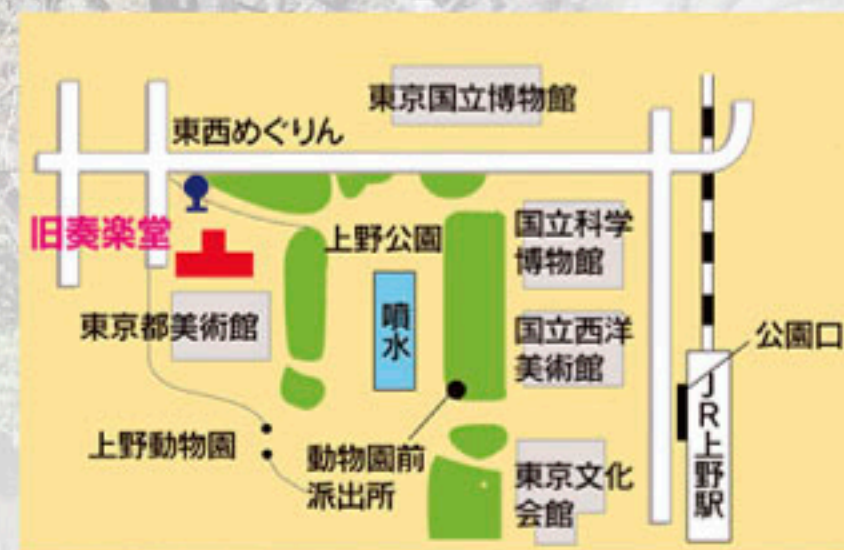 東京国立博物館
東西めぐりん
旧奏楽堂
上野公園
国立科学
博物館
東京都美術館
噴水
国立西洋
美術館
公園口
JR上野駅
上野動物園
動物園前
派出所
東京文化
会館